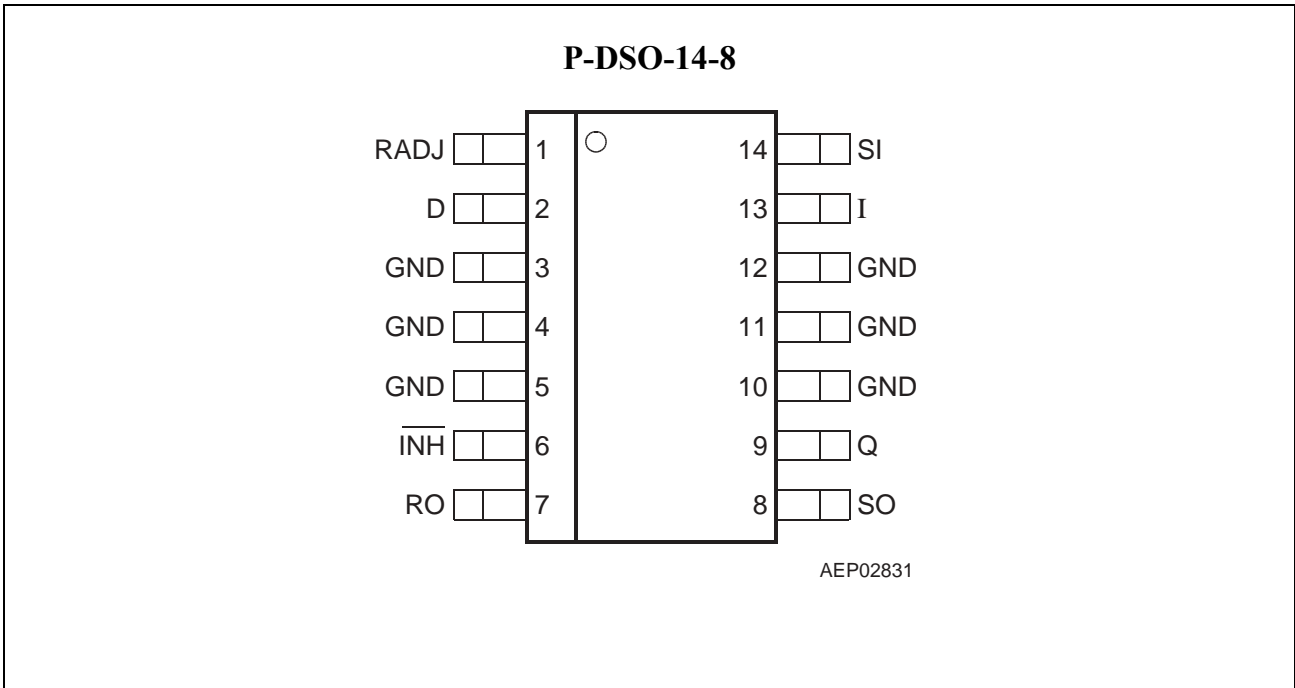 P-DSO-14-8
RADJ 1 14 SI
D 2 13 I
GND 3 12 GND
GND 4 11 GND
GND 5 10 GND
I̅N̅H̅ 6 9 Q
RO 7 8 SO
AEP02831